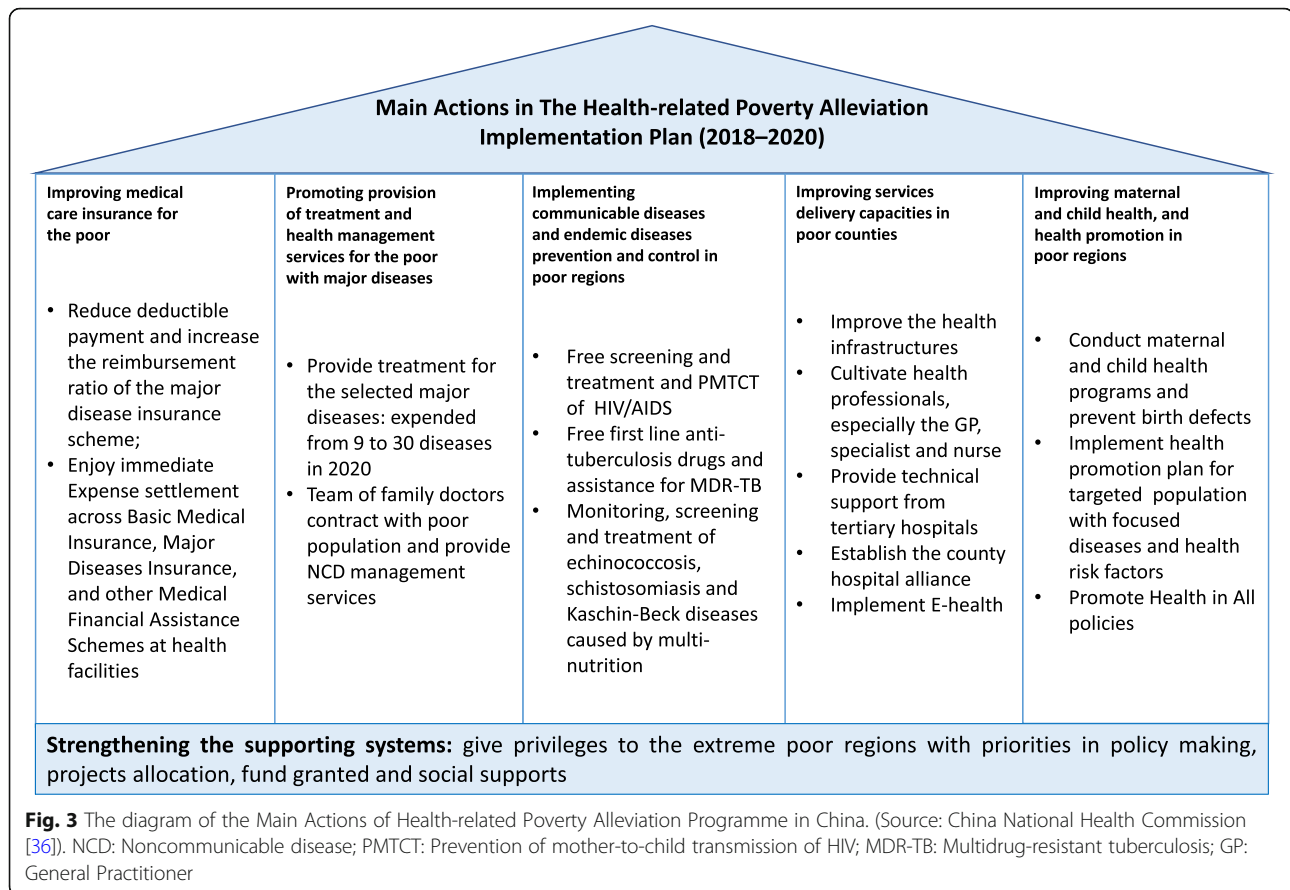 Main Actions in The Health-related Poverty Alleviation
Implementation Plan (2018–2020)
Improving medical
care insurance for
the poor
• Reduce deductible
payment and increase
the reimbursement
ratio of the major
disease insurance
scheme;
• Enjoy immediate
Expense settlement
across Basic Medical
Insurance, Major
Diseases Insurance,
and other Medical
Financial Assistance
Schemes at health
facilities
Promoting provision
of treatment and
health management
services for the poor
with major diseases
• Provide treatment for
the selected major
diseases: expended
from 9 to 30 diseases
in 2020
• Team of family doctors
contract with poor
population and provide
NCD management
services
Implementing
communicable diseases
and endemic diseases
prevention and control in
poor regions
• Free screening and
treatment and PMTCT
of HIV/AIDS
• Free first line anti-
tuberculosis drugs and
assistance for MDR-TB
• Monitoring, screening
and treatment of
echinococcosis,
schistosomiasis and
Kaschin-Beck diseases
caused by multi-
nutrition
Improving services
delivery capacities in
poor counties
• Improve the health
infrastructures
• Cultivate health
professionals,
especially the GP,
specialist and nurse
• Provide technical
support from
tertiary hospitals
• Establish the county
hospital alliance
• Implement E-health
Improving maternal
and child health, and
health promotion in
poor regions
• Conduct maternal
and child health
programs and
prevent birth defects
• Implement health
promotion plan for
targeted population
with focused
diseases and health
risk factors
• Promote Health in All
policies
Strengthening the supporting systems: give privileges to the extreme poor regions with priorities in policy making,
projects allocation, fund granted and social supports
Fig. 3 The diagram of the Main Actions of Health-related Poverty Alleviation Programme in China. (Source: China National Health Commission
[36]). NCD: Noncommunicable disease; PMTCT: Prevention of mother-to-child transmission of HIV; MDR-TB: Multidrug-resistant tuberculosis; GP:
General Practitioner